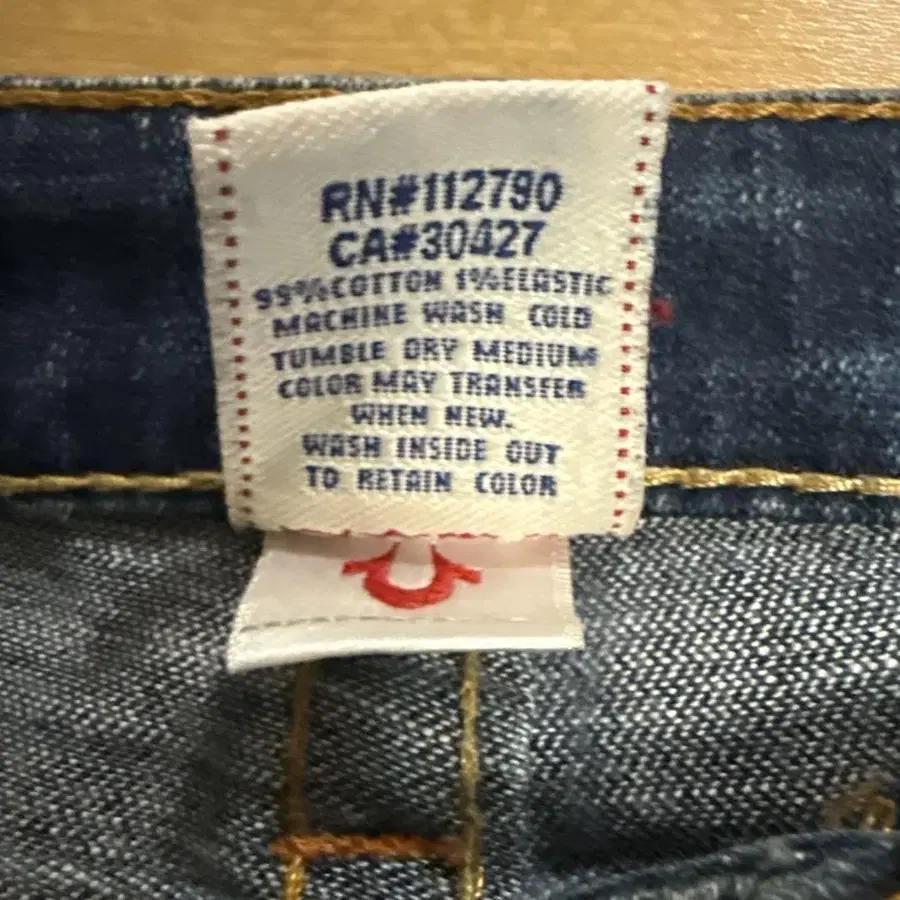 RN#112790
CA#30427
99%COTTON 1%ELASTIC
MACHINE WASH COLD
TUMBLE DRY MEDIUM
COLOR MAY TRANSFER
WHEN NEW.
WASH INSIDE OUT
TO RETAIN COLOR